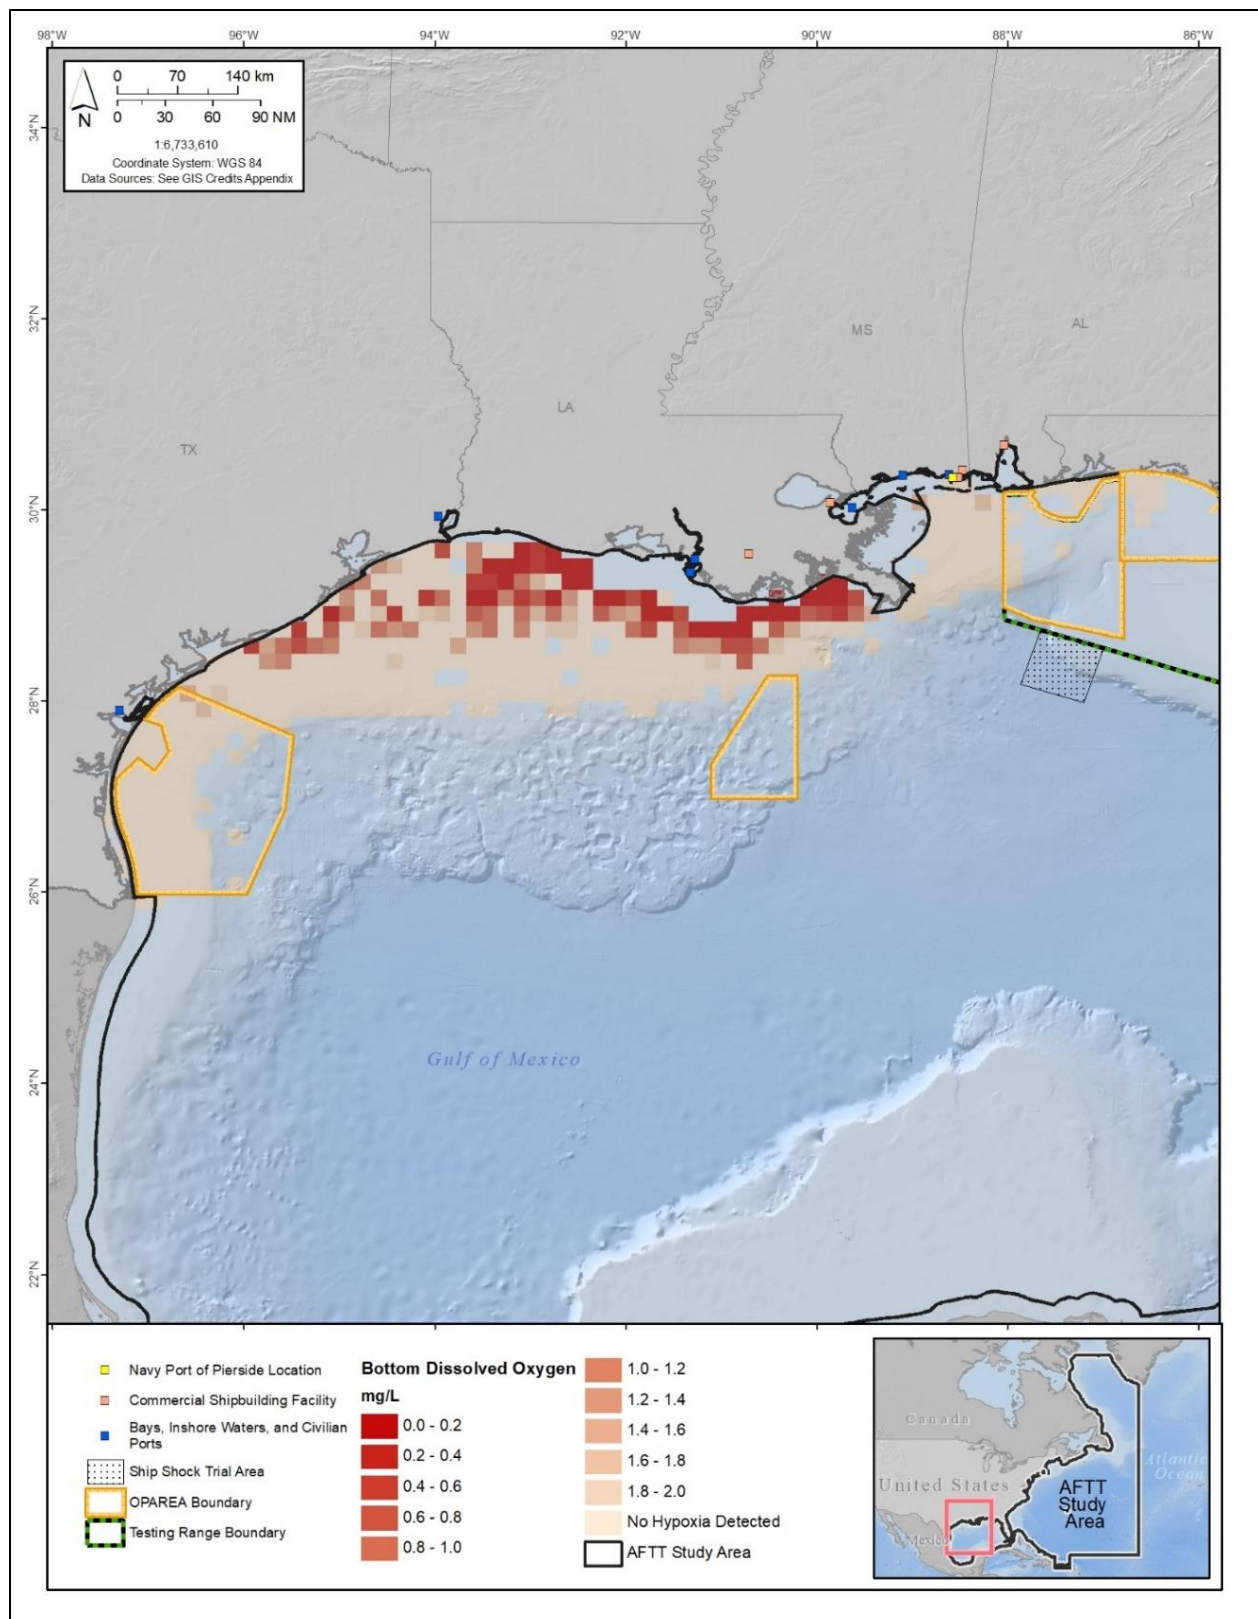 98°W 96°W 94°W 92°W 90°W 88°W 86°W
0 70 140 km
N
0 30 60 90 NM
1:6,733,610
Coordinate System: WGS 84
Data Sources: See GIS Credits Appendix
34°N
32°N
30°N
28°N
26°N
24°N
22°N
MS
AL
LA
TX
Gulf of Mexico
Navy Port of Pierside Location
Commercial Shipbuilding Facility
Bays, Inshore Waters, and Civilian
Ports
Ship Shock Trial Area
OPAREA Boundary
Testing Range Boundary
Bottom Dissolved Oxygen
mg/L
0.0 - 0.2
0.2 - 0.4
0.4 - 0.6
0.6 - 0.8
0.8 - 1.0
1.0 - 1.2
1.2 - 1.4
1.4 - 1.6
1.6 - 1.8
1.8 - 2.0
No Hypoxia Detected
AFTT Study Area
Canada
United States
Mexico
Atlantic
Ocean
AFTT
Study
Area